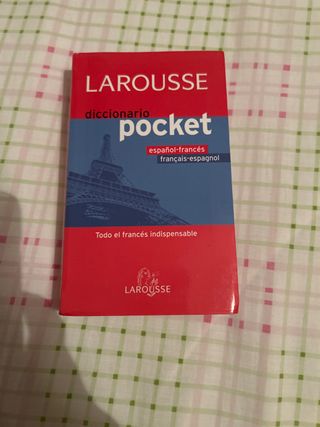 LAROUSSE
diccionario
pocket
español-francés
français-espagnol
Todo el francés indispensable
LAROUSSE